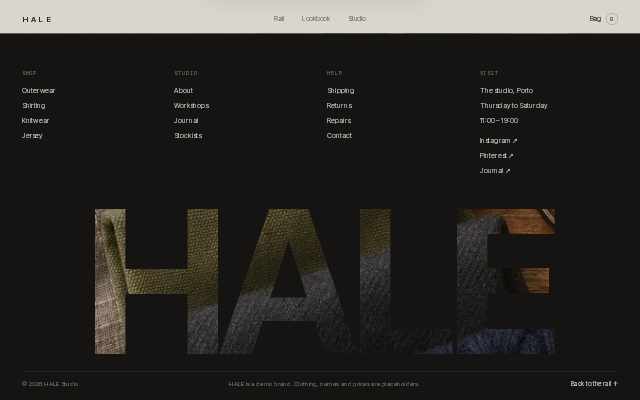 HALE
Rail Lookbook Studio
Bag 0
SHOP
Outerwear
Shirting
Knitwear
Jersey
STUDIO
About
Workshops
Journal
Stockists
HELP
Shipping
Returns
Repairs
Contact
VISIT
The studio, Porto
Thursday to Saturday
11:00–19:00
Instagram ↗
Pinterest ↗
Journal ↗
HALE
© 2026 HALE Studio
HALE is a demo brand. Clothing, names and prices are placeholders.
Back to the rail ↑